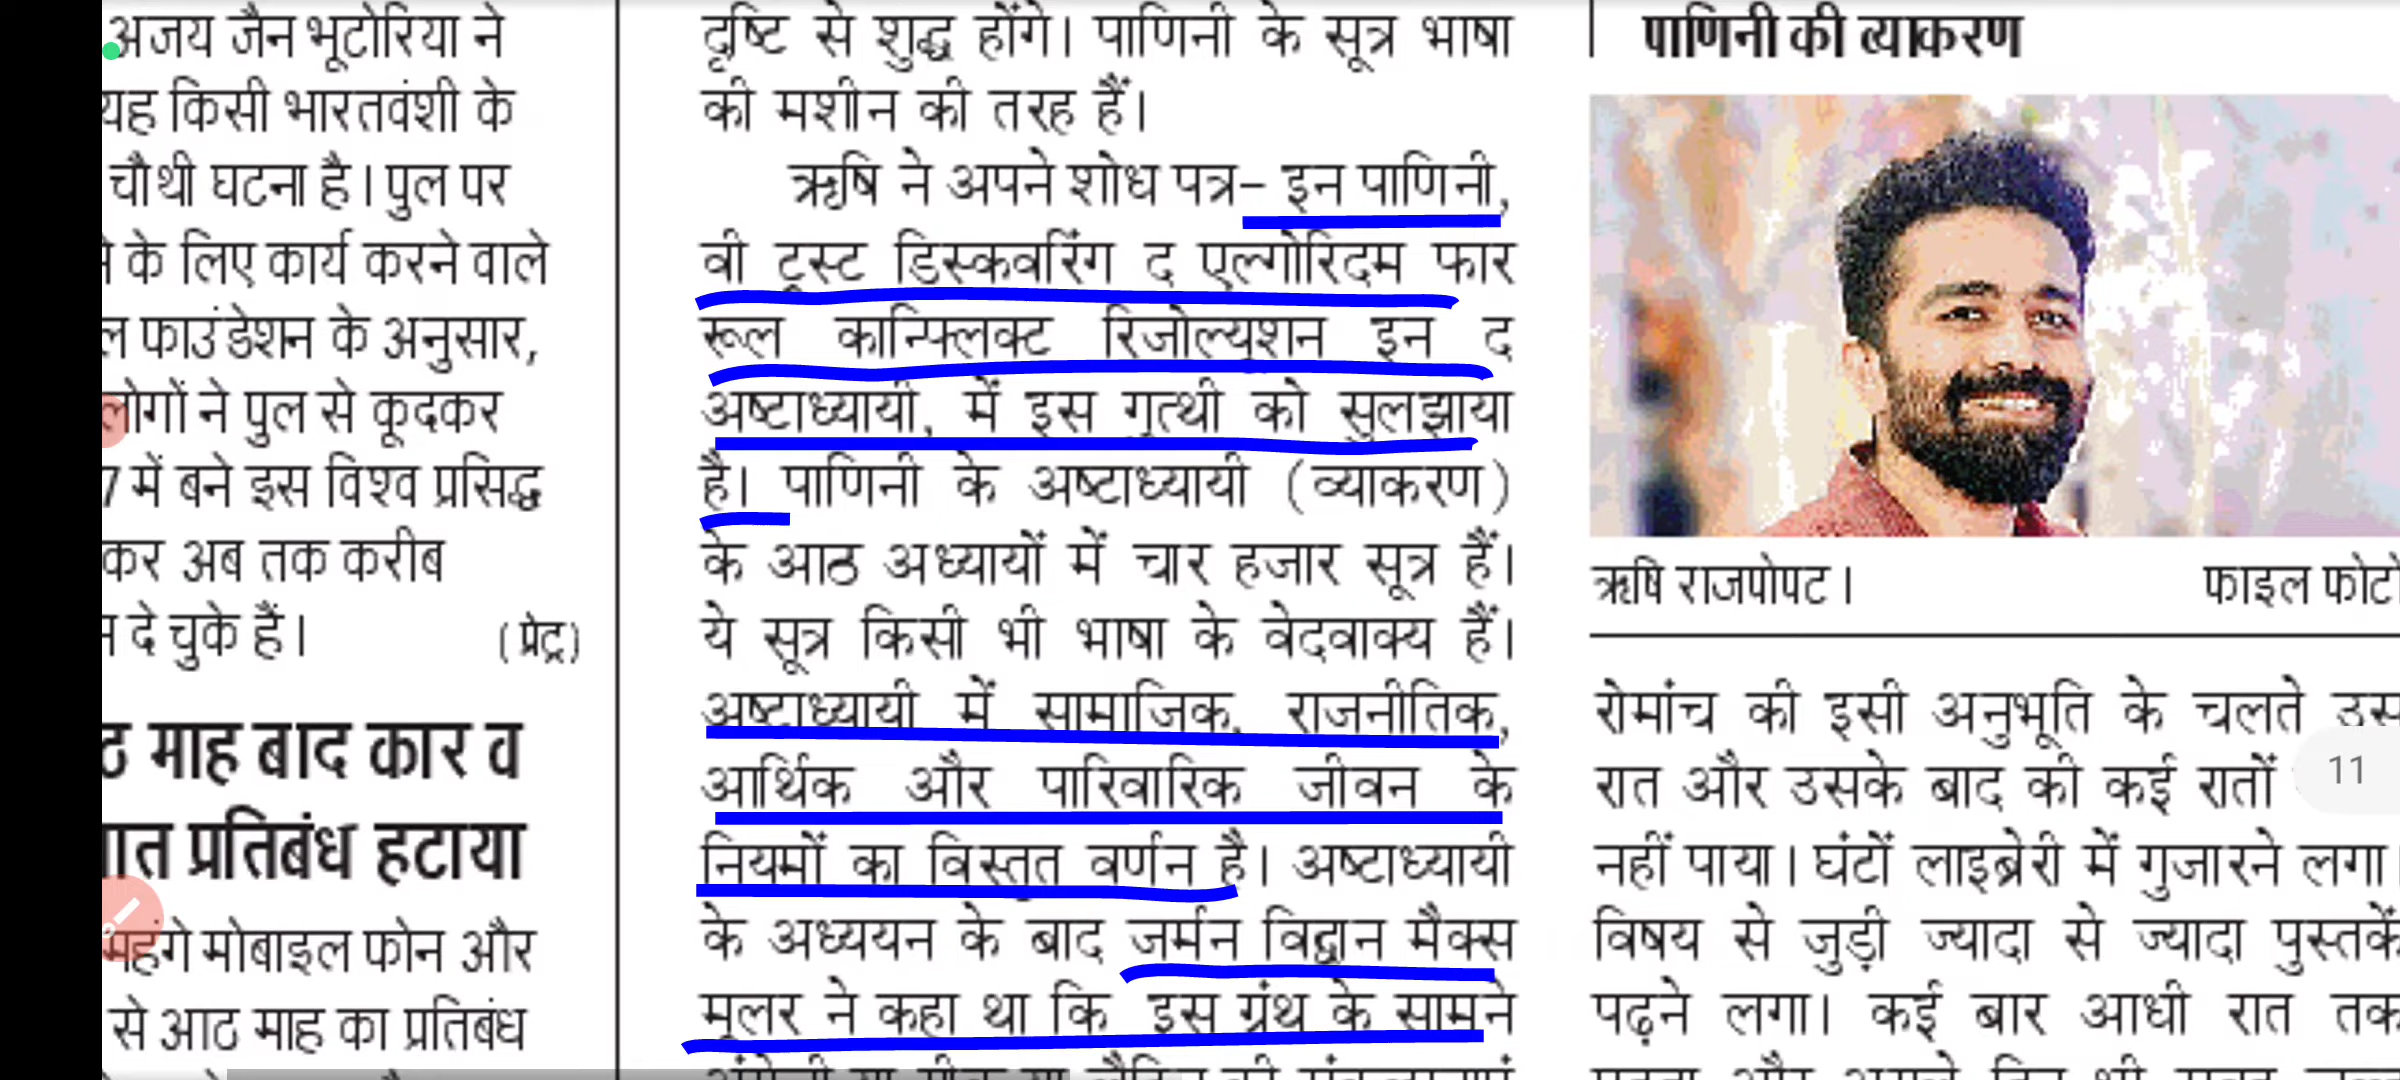 अजय जैन भूटोरिया ने
यह किसी भारतवंशी के
चौथी घटना है। पुल पर
के लिए कार्य करने वाले
ल फाउंडेशन के अनुसार,
लोगों ने पुल से कूदकर
7 में बने इस विश्व प्रसिद्ध
कर अब तक करीब
न दे चुके हैं। (प्रेट्र)
ठ माह बाद कार व
ात प्रतिबंध हटाया
महंगे मोबाइल फोन और
से आठ माह का प्रतिबंध
दृष्टि से शुद्ध होंगे। पाणिनी के सूत्र भाषा
की मशीन की तरह हैं।
ऋषि ने अपने शोध पत्र- इन पाणिनी,
वी ट्रस्ट डिस्कवरिंग द एल्गोरिदम फार
रूल कान्फ्लिक्ट रिजोल्यूशन इन द
अष्टाध्यायी, में इस गुत्थी को सुलझाया
है। पाणिनी के अष्टाध्यायी (व्याकरण)
के आठ अध्यायों में चार हजार सूत्र हैं।
ये सूत्र किसी भी भाषा के वेदवाक्य हैं।
अष्टाध्यायी में सामाजिक, राजनीतिक,
आर्थिक और पारिवारिक जीवन के
नियमों का विस्तृत वर्णन है। अष्टाध्यायी
के अध्ययन के बाद जर्मन विद्वान मैक्स
मूलर ने कहा था कि इस ग्रंथ के सामने
पाणिनी की व्याकरण
ऋषि राजपोपट। फाइल फोटो
रोमांच की इसी अनुभूति के चलते उस
रात और उसके बाद की कई रातों
11
नहीं पाया। घंटों लाइब्रेरी में गुजारने लगा।
विषय से जुड़ी ज्यादा से ज्यादा पुस्तकें
पढ़ने लगा। कई बार आधी रात तक